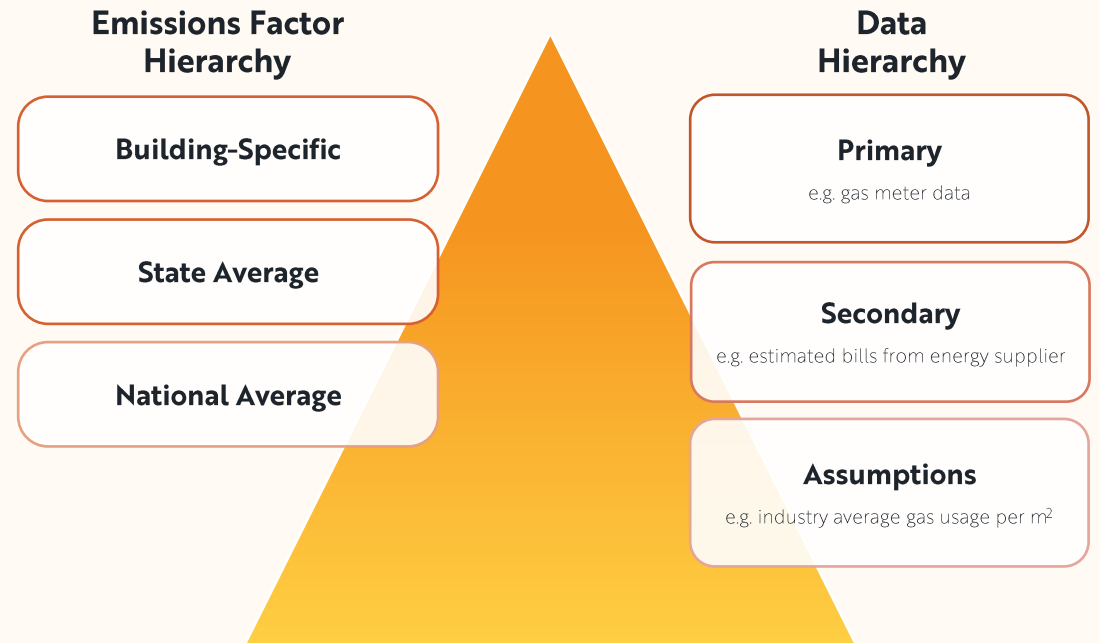 Emissions Factor
Hierarchy
Building-Specific
State Average
National Average
Data
Hierarchy
Primary
e.g. gas meter data
Secondary
e.g. estimated bills from energy supplier
Assumptions
e.g. industry average gas usage per m²